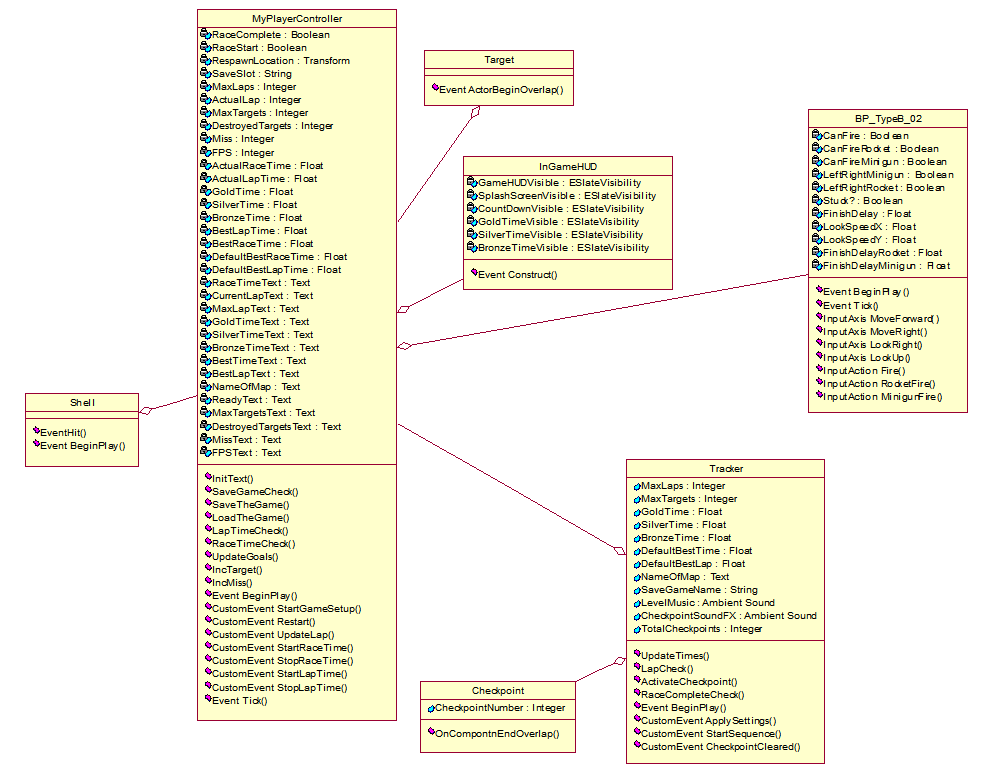 MyPlayerController
RaceComplete : Boolean
RaceStart : Boolean
RespawnLocation : Transform
SaveSlot : String
MaxLaps : Integer
ActualLap : Integer
MaxTargets : Integer
DestroyedTargets : Integer
Miss : Integer
FPS : Integer
ActualRaceTime : Float
ActualLapTime : Float
GoldTime : Float
SilverTime : Float
BronzeTime : Float
BestLapTime : Float
BestRaceTime : Float
DefaultBestRaceTime : Float
DefaultBestLapTime : Float
RaceTimeText : Text
CurrentLapText : Text
MaxLapText : Text
GoldTimeText : Text
SilverTimeText : Text
BronzeTimeText : Text
BestTimeText : Text
BestLapText : Text
NameOfMap : Text
ReadyText : Text
MaxTargetsText : Text
DestroyedTargetsText : Text
MissText : Text
FPSText : Text
InitText()
SaveGameCheck()
SaveTheGame()
LoadTheGame()
LapTimeCheck()
RaceTimeCheck()
UpdateGoals()
IncTarget()
IncMiss()
Event BeginPlay()
CustomEvent StartGameSetup()
CustomEvent Restart()
CustomEvent UpdateLap()
CustomEvent StartRaceTime()
CustomEvent StopRaceTime()
CustomEvent StartLapTime()
CustomEvent StopLapTime()
Event Tick()
Target
Event ActorBeginOverlap()
InGameHUD
GameHUDVisible : ESlateVisibility
SplashScreenVisible : ESlateVisibility
CountDownVisible : ESlateVisibility
GoldTimeVisible : ESlateVisibility
SilverTimeVisible : ESlateVisibility
BronzeTimeVisible : ESlateVisibility
Event Construct()
BP_TypeB_02
CanFire : Boolean
CanFireRocket : Boolean
CanFireMinigun : Boolean
LeftRightMinigun : Boolean
LeftRightRocket : Boolean
Stuck? : Boolean
FinishDelay : Float
LookSpeedX : Float
LookSpeedY : Float
FinishDelayRocket : Float
FinishDelayMinigun : Float
Event BeginPlay()
Event Tick()
InputAxis MoveForward()
InputAxis MoveRight()
InputAxis LookRight()
InputAxis LookUp()
InputAction Fire()
InputAction RocketFire()
InputAction MinigunFire()
Shell
EventHit()
Event BeginPlay()
Tracker
MaxLaps : Integer
MaxTargets : Integer
GoldTime : Float
SilverTime : Float
BronzeTime : Float
DefaultBestTime : Float
DefaultBestLap : Float
NameOfMap : Text
SaveGameName : String
LevelMusic : Ambient Sound
CheckpointSoundFX : Ambient Sound
TotalCheckpoints : Integer
UpdateTimes()
LapCheck()
ActivateCheckpoint()
RaceCompleteCheck()
Event BeginPlay()
CustomEvent ApplySettings()
CustomEvent StartSequence()
CustomEvent CheckpointCleared()
Checkpoint
CheckpointNumber : Integer
OnCompontnEndOverlap()